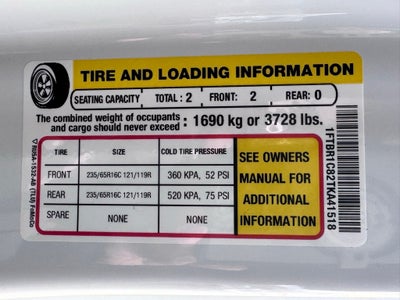 TIRE AND LOADING INFORMATION
SEATING CAPACITY TOTAL : 2 FRONT: 2 REAR: 0
The combined weight of occupants
and cargo should never exceed : 1690 kg or 3728 lbs.
TIRE SIZE COLD TIRE PRESSURE
FRONT 235/65R16C 121/119R 360 KPA, 52 PSI
REAR 235/65R16C 121/119R 520 KPA, 75 PSI
SPARE NONE NONE
SEE OWNERS
MANUAL FOR
ADDITIONAL
INFORMATION
1FTBR1C82TKA41518